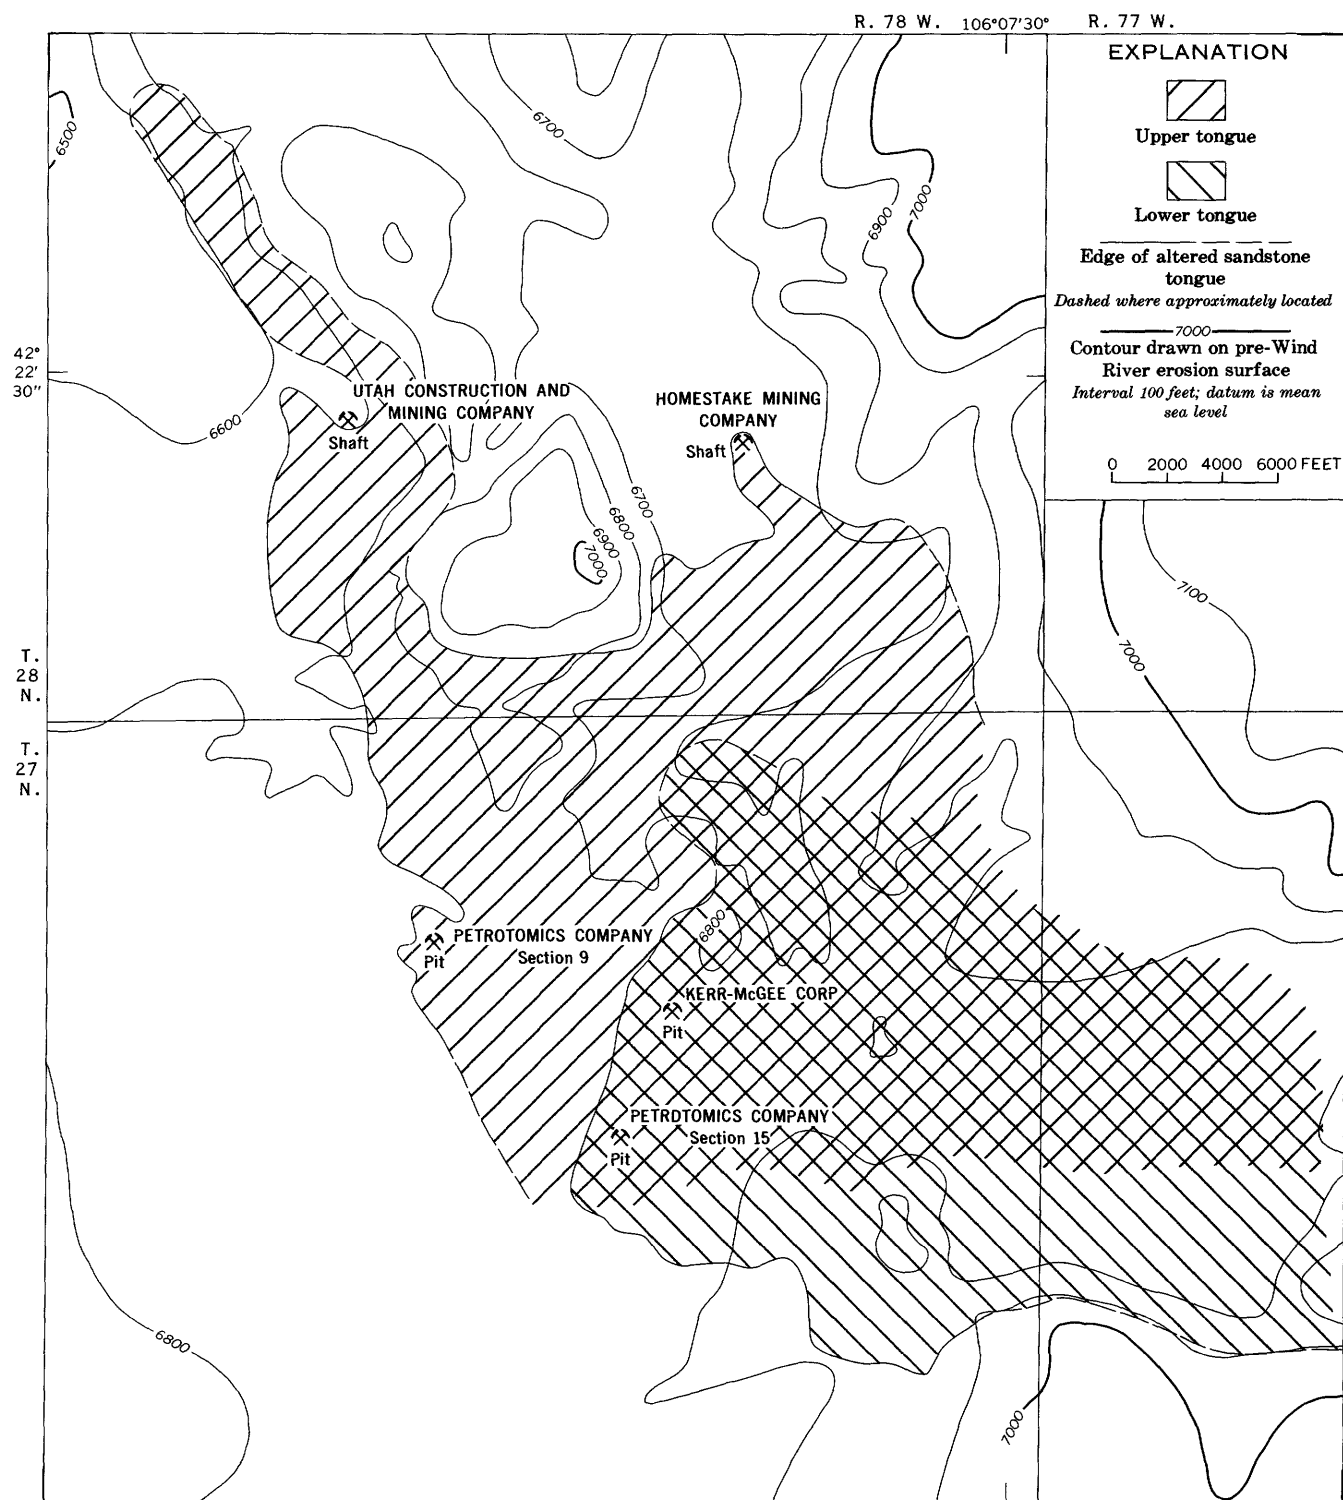 R. 78 W. 106°07'30" R. 77 W.
EXPLANATION
Upper tongue
Lower tongue
Edge of altered sandstone
tongue
Dashed where approximately located
7000
Contour drawn on pre-Wind
River erosion surface
Interval 100 feet; datum is mean
sea level
0 2000 4000 6000 FEET
6500
6700
6900
7000
42°
22'
30"
6600
UTAH CONSTRUCTION AND
MINING COMPANY
Shaft
HOMESTAKE MINING
COMPANY
Shaft
6700
6800
6900
7000
7100
7000
T.
28
N.
T.
27
N.
6800
PETROTOMICS COMPANY
Section 9
Pit
KERR-McGEE CORP
Pit
PETRDTOMICS COMPANY
Section 15
Pit
6800
7000